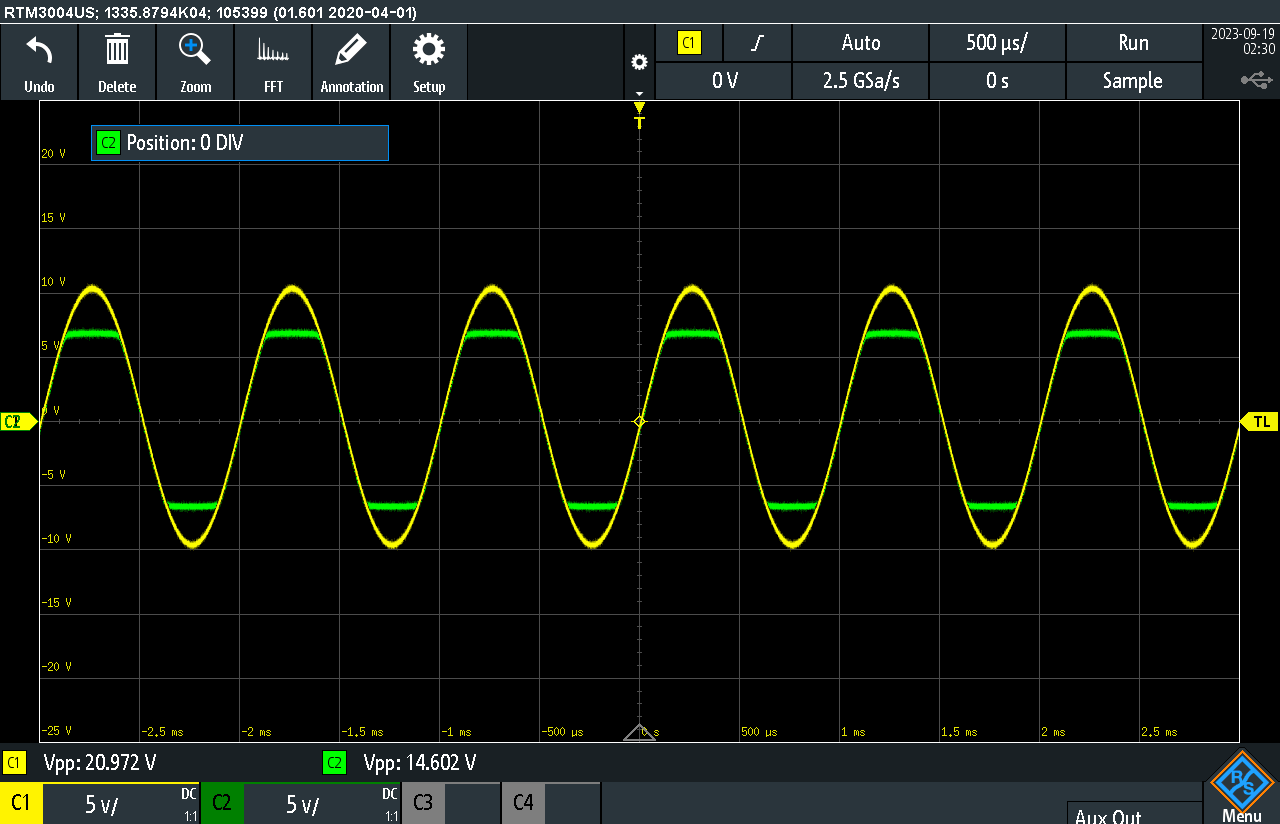 RTM3004US; 1335.8794K04; 105399 (01.601 2020-04-01)
Undo
Delete
Zoom
FFT
Annotation
Setup
C1
Auto
500 µs/
Run
2023-09-19
02:30
0 V
2.5 GSa/s
0 s
Sample
T
C2 Position: 0 DIV
20 V
15 V
10 V
5 V
0 V
-5 V
-10 V
-15 V
-20 V
-25 V
TL
-2.5 ms
-2 ms
-1.5 ms
-1 ms
-500 µs
0 s
500 µs
1 ms
1.5 ms
2 ms
2.5 ms
C1 Vpp: 20.972 V
C2 Vpp: 14.602 V
C1 5 V/ DC 1:1
C2 5 V/ DC 1:1
C3
C4
Aux Out
R S
Menu